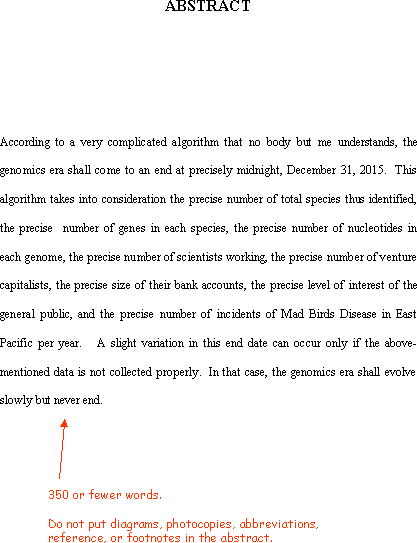 ABSTRACT
According to a very complicated algorithm that no body but me understands, the
genomics era shall come to an end at precisely midnight, December 31, 2015.  This
algorithm takes into consideration the precise number of total species thus identified,
the precise  number of genes in each species, the precise number of nucleotides in
each genome, the precise number of scientists working, the precise number of venture
capitalists, the precise size of their bank accounts, the precise level of interest of the
general public, and the precise number of incidents of Mad Birds Disease in East
Pacific per year.   A slight variation in this end date can occur only if the above-
mentioned data is not collected properly.  In that case, the genomics era shall evolve
slowly but never end.
350 or fewer words.
Do not put diagrams, photocopies, abbreviations,
reference, or footnotes in the abstract.